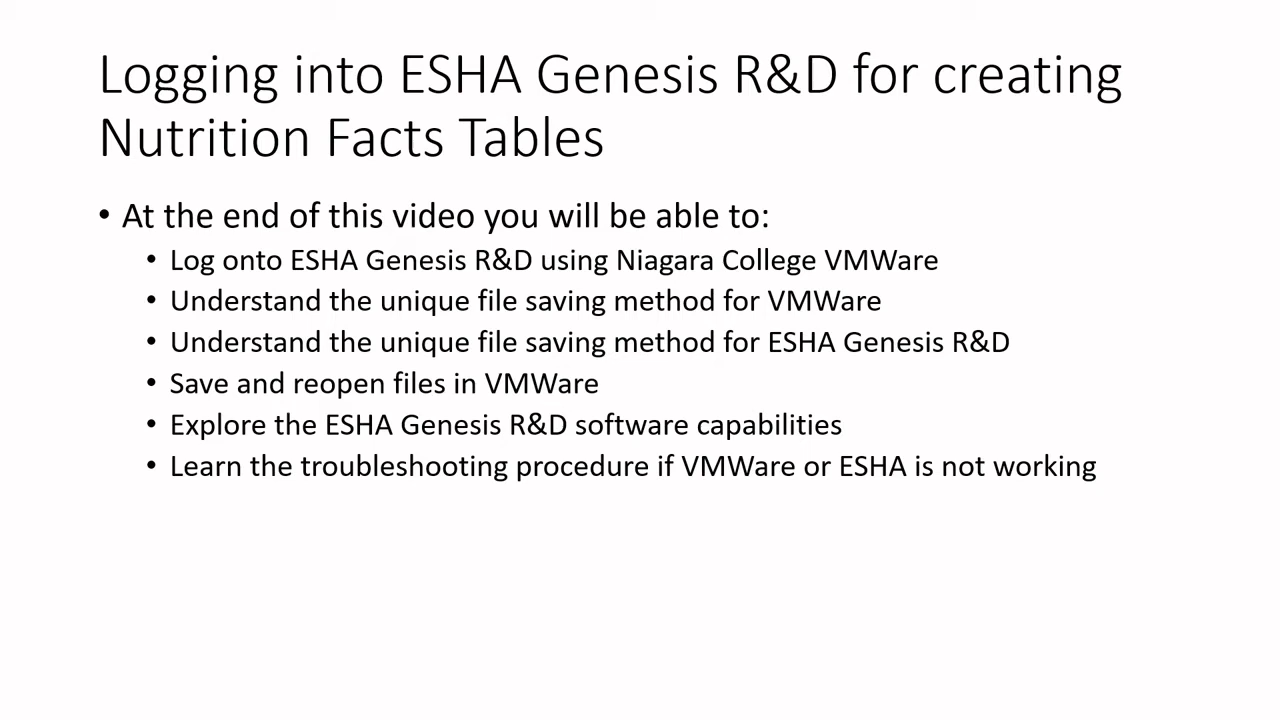 Logging into ESHA Genesis R&D for creating
Nutrition Facts Tables
• At the end of this video you will be able to:
• Log onto ESHA Genesis R&D using Niagara College VMWare
• Understand the unique file saving method for VMWare
• Understand the unique file saving method for ESHA Genesis R&D
• Save and reopen files in VMWare
• Explore the ESHA Genesis R&D software capabilities
• Learn the troubleshooting procedure if VMWare or ESHA is not working